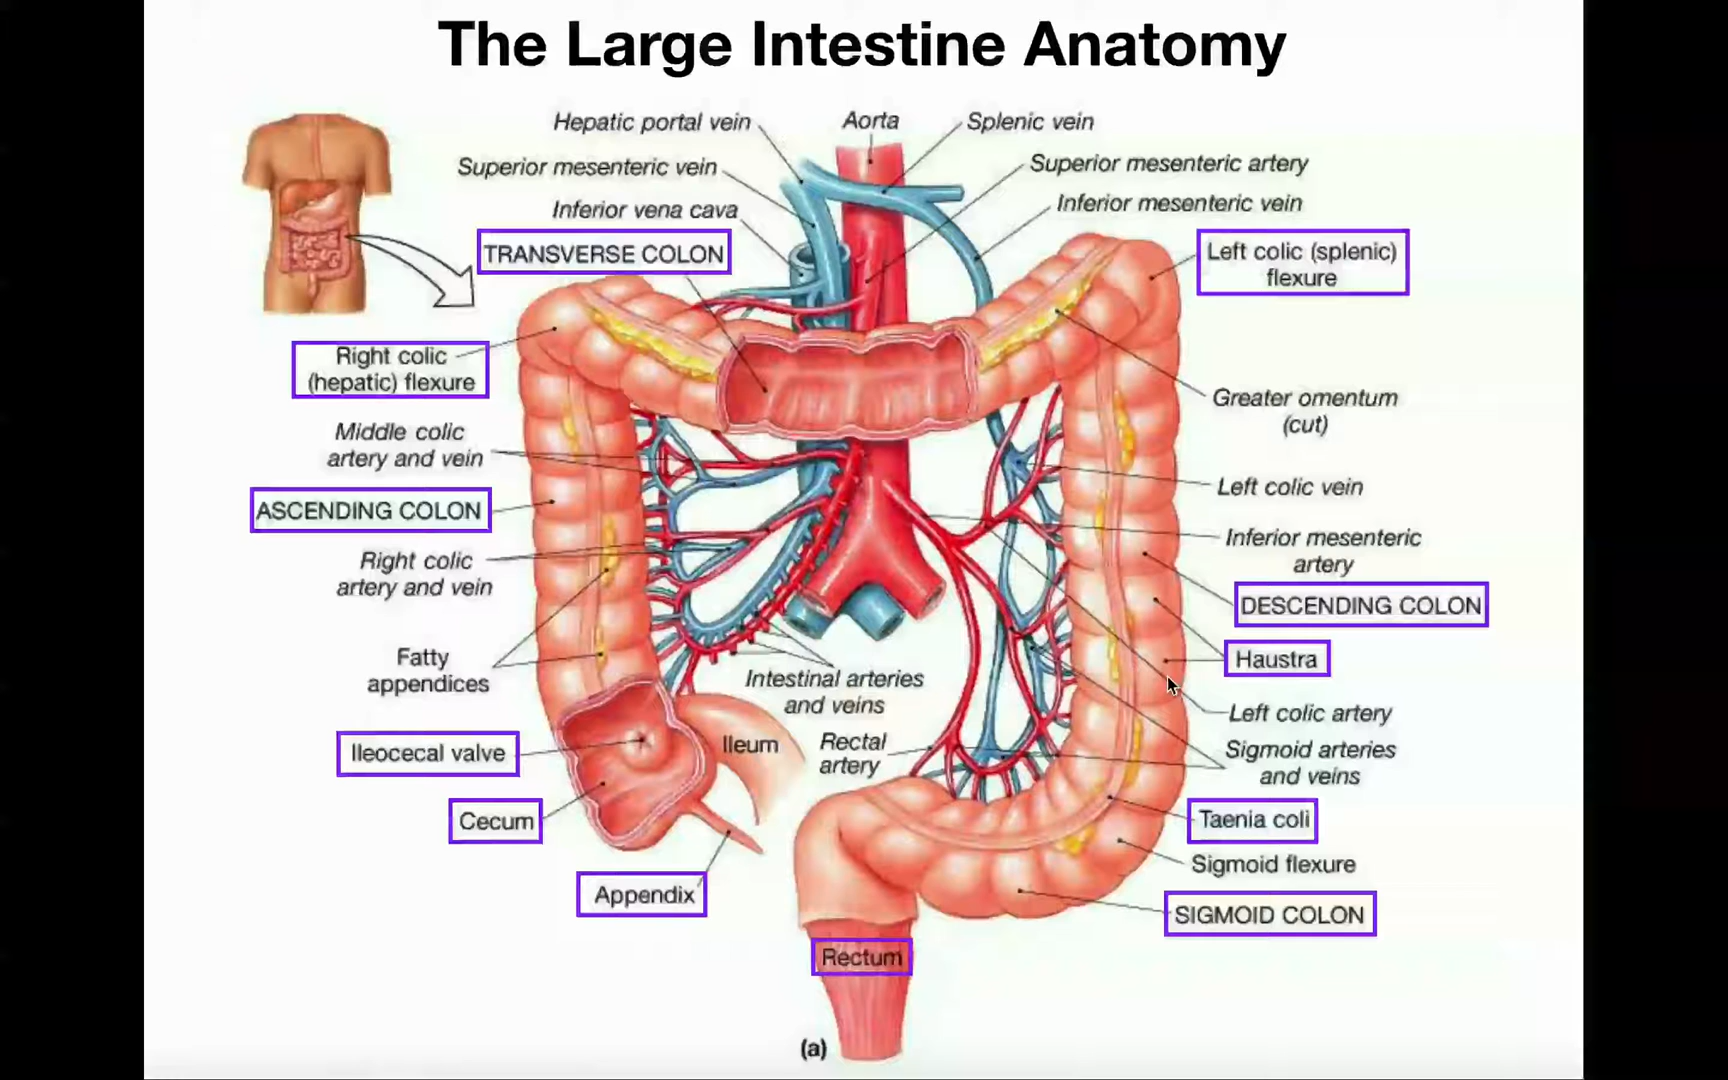 The Large Intestine Anatomy
Hepatic portal vein
Aorta
Splenic vein
Superior mesenteric vein
Superior mesenteric artery
Inferior vena cava
Inferior mesenteric vein
TRANSVERSE COLON
Left colic (splenic)
flexure
Right colic
(hepatic) flexure
Greater omentum
(cut)
Middle colic
artery and vein
Left colic vein
ASCENDING COLON
Inferior mesenteric
artery
Right colic
artery and vein
DESCENDING COLON
Haustra
Fatty
appendices
Intestinal arteries
and veins
Left colic artery
Ileocecal valve
Ileum
Rectal
artery
Sigmoid arteries
and veins
Cecum
Taenia coli
Sigmoid flexure
Appendix
SIGMOID COLON
Rectum
(a)